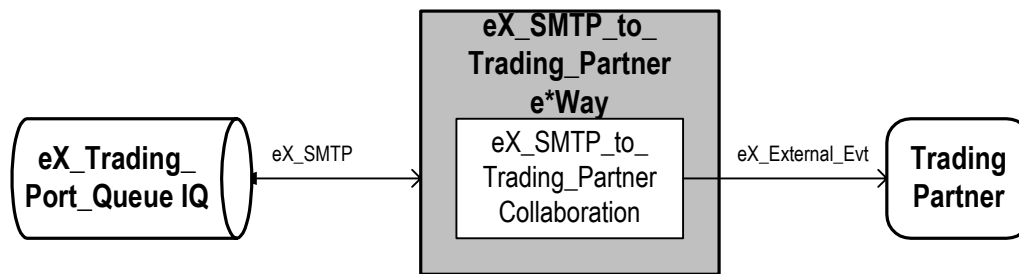 eX_Trading_
Port_Queue IQ
eX_SMTP
eX_SMTP_to_
Trading_Partner
e*Way
eX_SMTP_to_
Trading_Partner
Collaboration
eX_External_Evt
Trading
Partner